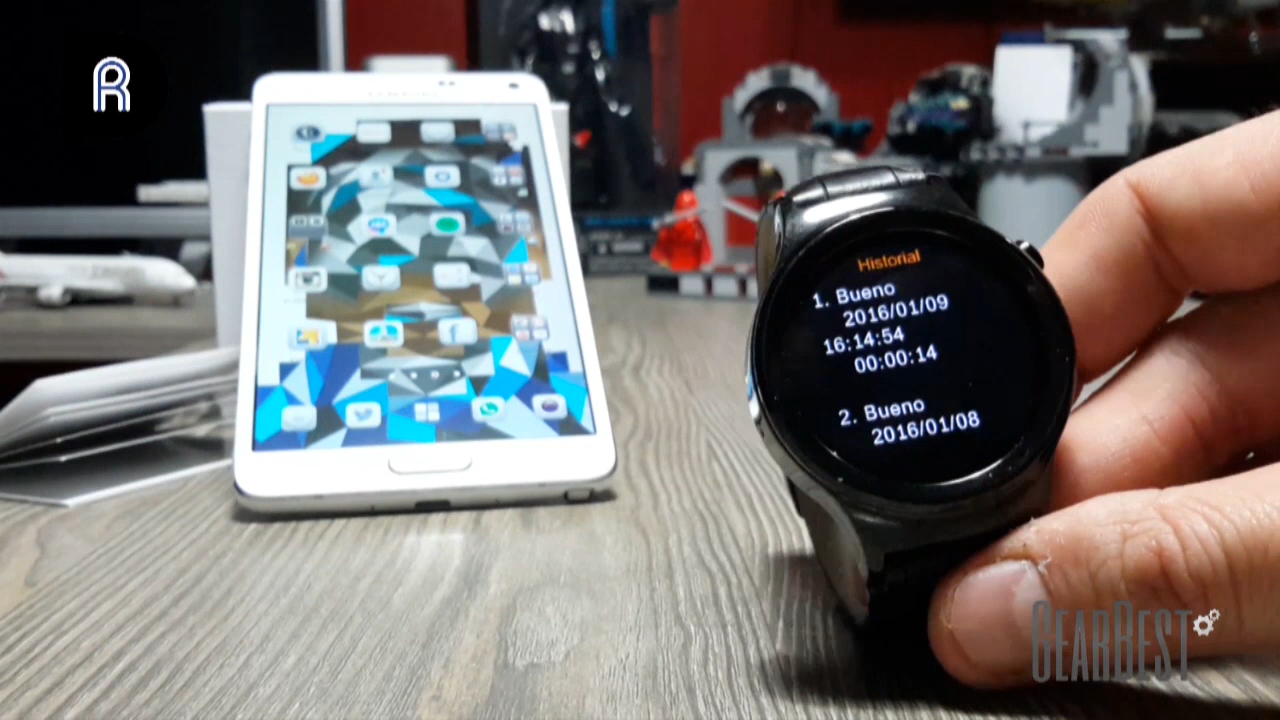 R
Historial
1. Bueno
2016/01/09
16:14:54
00:00:14
2. Bueno
2016/01/08
GearBest